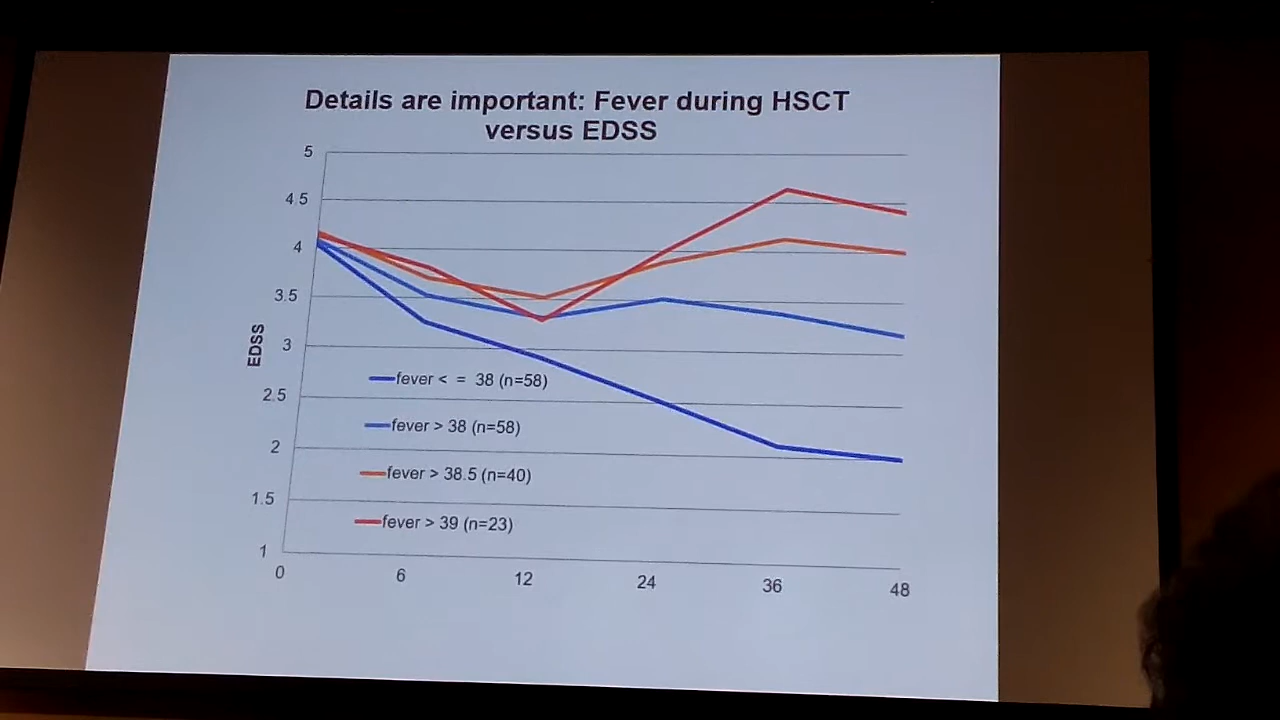 Details are important: Fever during HSCT
versus EDSS
5
4.5
4
3.5
3
2.5
2
1.5
1
EDSS
fever < = 38 (n=58)
fever > 38 (n=58)
fever > 38.5 (n=40)
fever > 39 (n=23)
0 6 12 24 36 48